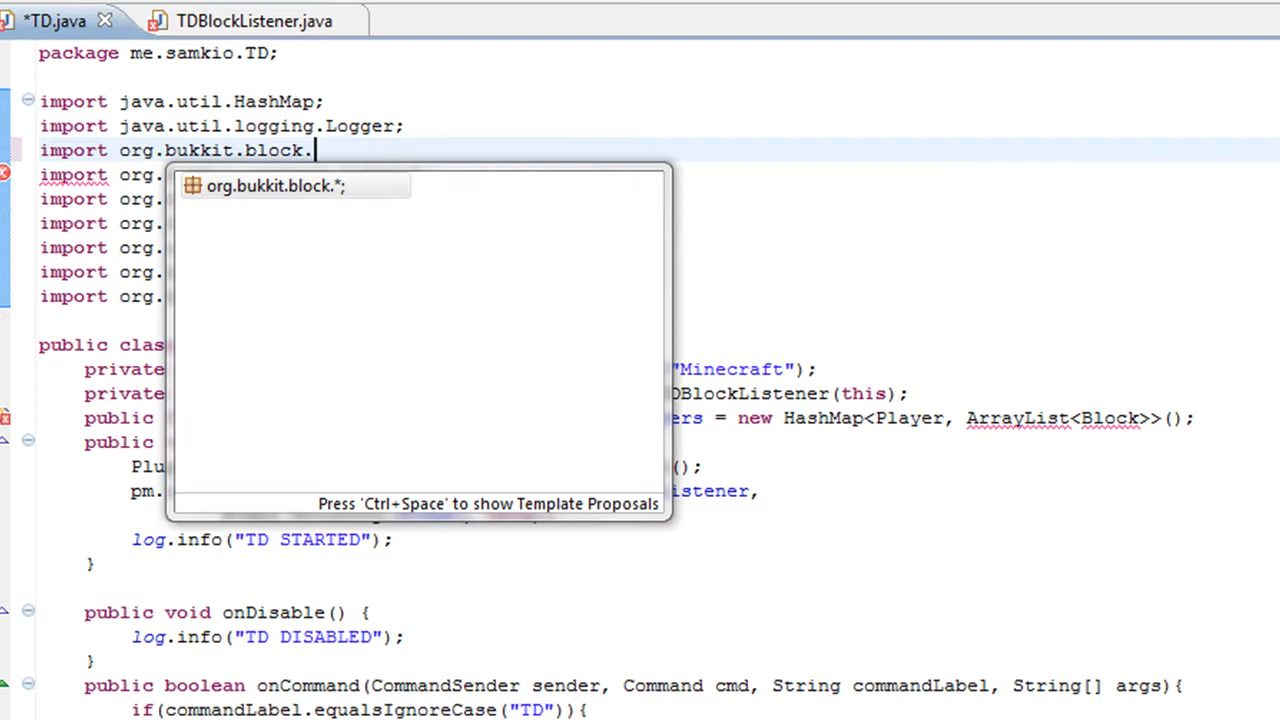 *TD.java TDBlockListener.java
package me.samkio.TD;
import java.util.HashMap;
import java.util.logging.Logger;
import org.bukkit.block.
import org.
org.bukkit.block.*;
import org.
import org.
import org.
import org.
import org.
public clas
private "Minecraft");
private DBlockListener(this);
public ers = new HashMap<Player, ArrayList<Block>>();
public
Plu ();
pm. istener,
Press 'Ctrl+Space' to show Template Proposals
log.info("TD STARTED");
}
public void onDisable() {
log.info("TD DISABLED");
}
public boolean onCommand(CommandSender sender, Command cmd, String commandLabel, String[] args){
if(commandLabel.equalsIgnoreCase("TD")){